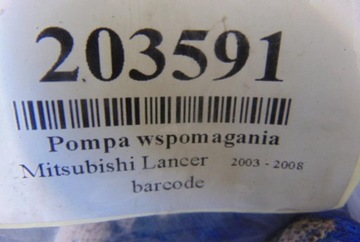 203591
Pompa wspomagania
Mitsubishi Lancer 2003 - 2008
barcode